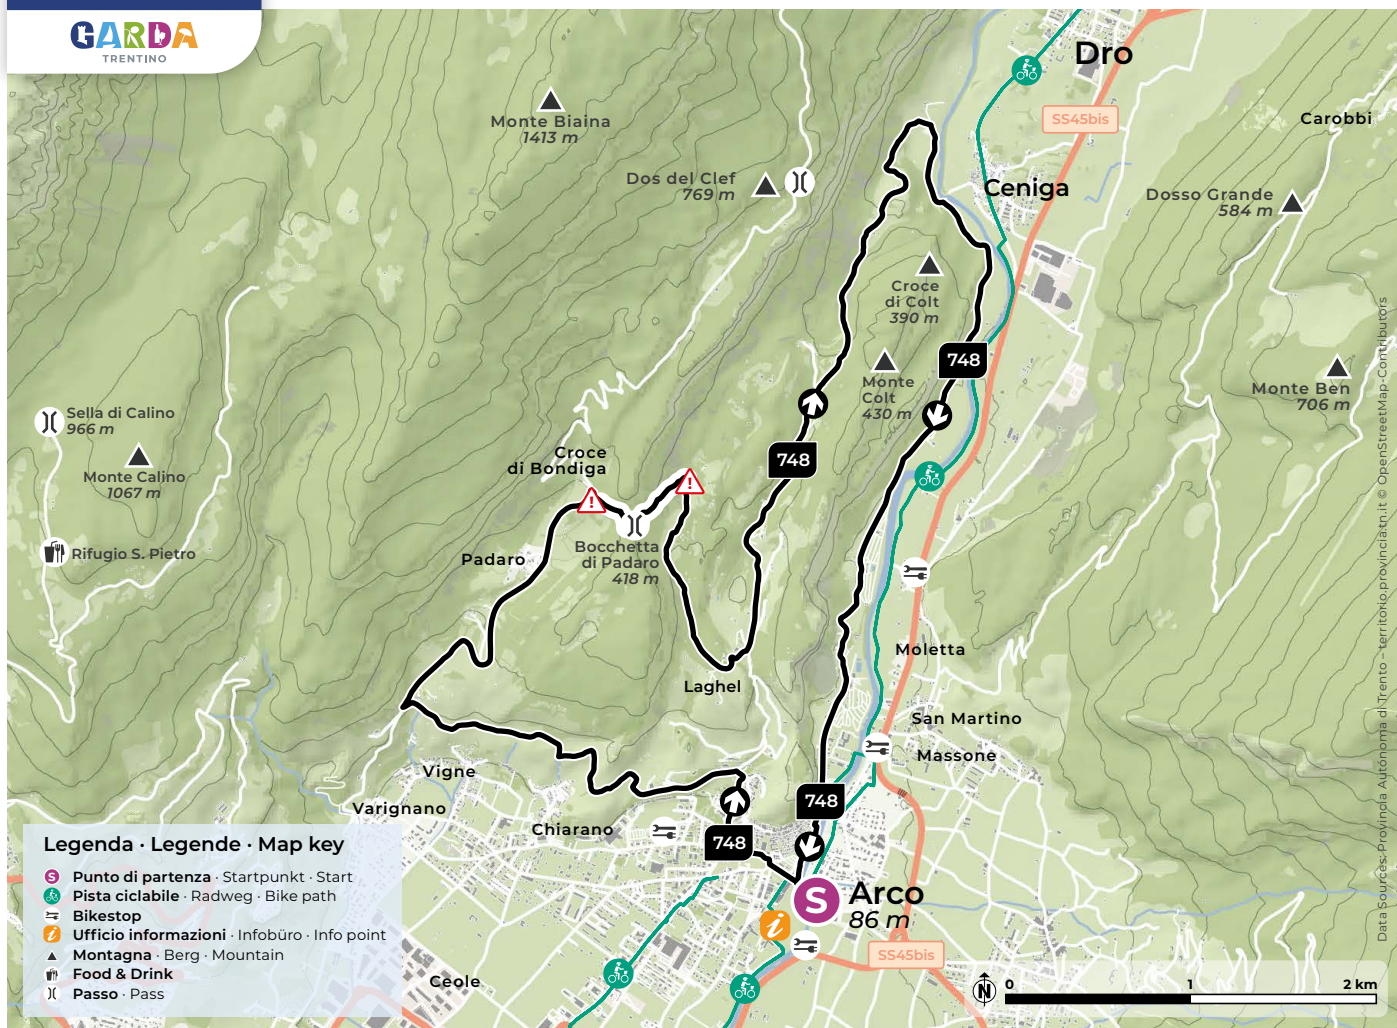 GARDA
TRENTINO
Dro
SS45bis
Carobbi
Monte Biaina
1413 m
Dos del Clef
769 m
Ceniga
Dosso Grande
584 m
Croce
di Colt
390 m
748
Monte
Colt
430 m
Monte Ben
706 m
Sella di Calino
966 m
Monte Calino
1067 m
Croce
di Bondiga
748
Rifugio S. Pietro
Padaro
Bocchetta
di Padaro
418 m
Moletta
Laghel
San Martino
Massone
Vigne
Varignano
Chiarano
748
748
S
Arco
86 m
i
SS45bis
Ceole
Legenda · Legende · Map key
S Punto di partenza · Startpunkt · Start
Pista ciclabile · Radweg · Bike path
Bikestop
i Ufficio informazioni · Infobüro · Info point
Montagna · Berg · Mountain
Food & Drink
Passo · Pass
N
0 1 2 km
Data Sources: Provincia Autonoma di Trento – territorio.provincia.tn.it © OpenStreetMap-Contributors